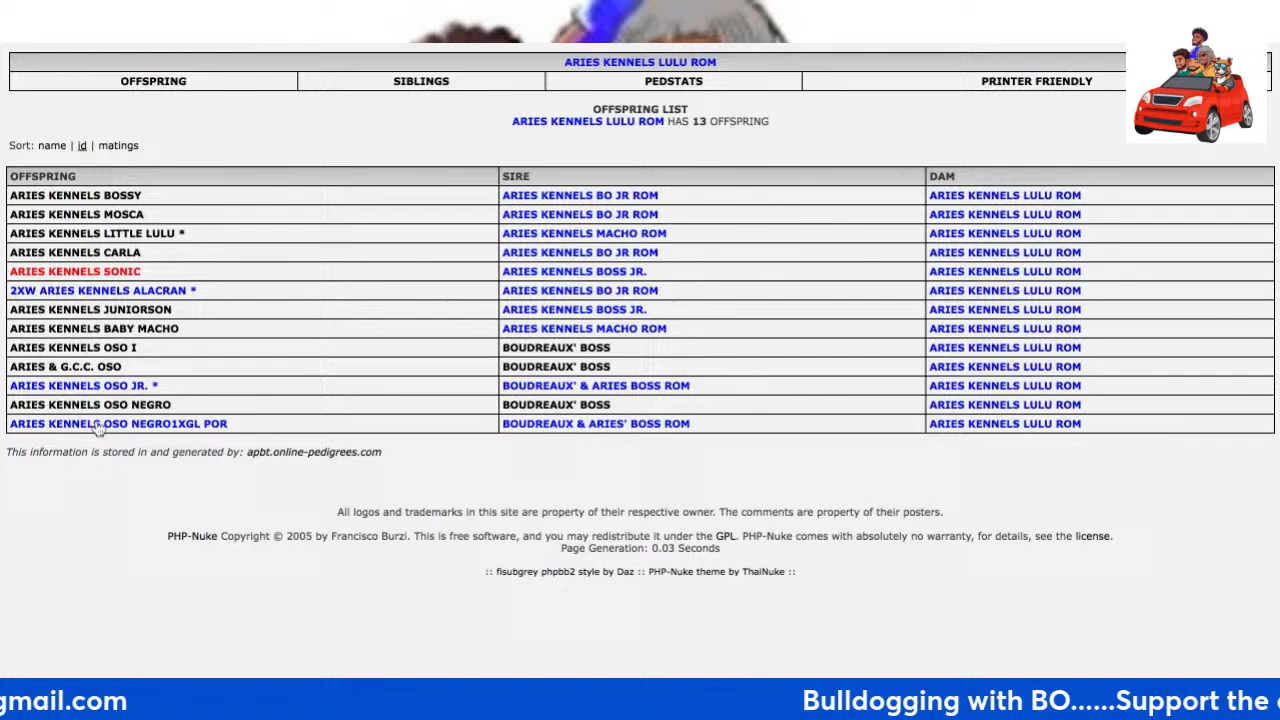 ARIES KENNELS LULU ROM
OFFSPRING SIBLINGS PEDSTATS PRINTER FRIENDLY
OFFSPRING LIST
ARIES KENNELS LULU ROM HAS 13 OFFSPRING
Sort: name | id | matings
OFFSPRING SIRE DAM
ARIES KENNELS BOSSY ARIES KENNELS BO JR ROM ARIES KENNELS LULU ROM
ARIES KENNELS MOSCA ARIES KENNELS BO JR ROM ARIES KENNELS LULU ROM
ARIES KENNELS LITTLE LULU * ARIES KENNELS MACHO ROM ARIES KENNELS LULU ROM
ARIES KENNELS CARLA ARIES KENNELS BO JR ROM ARIES KENNELS LULU ROM
ARIES KENNELS SONIC ARIES KENNELS BOSS JR. ARIES KENNELS LULU ROM
2XW ARIES KENNELS ALACRAN * ARIES KENNELS BO JR ROM ARIES KENNELS LULU ROM
ARIES KENNELS JUNIORSON ARIES KENNELS BOSS JR. ARIES KENNELS LULU ROM
ARIES KENNELS BABY MACHO ARIES KENNELS MACHO ROM ARIES KENNELS LULU ROM
ARIES KENNELS OSO I BOUDREAUX' BOSS ARIES KENNELS LULU ROM
ARIES & G.C.C. OSO BOUDREAUX' BOSS ARIES KENNELS LULU ROM
ARIES KENNELS OSO JR. * BOUDREAUX' & ARIES BOSS ROM ARIES KENNELS LULU ROM
ARIES KENNELS OSO NEGRO BOUDREAUX' BOSS ARIES KENNELS LULU ROM
ARIES KENNELS OSO NEGRO1XGL POR BOUDREAUX & ARIES' BOSS ROM ARIES KENNELS LULU ROM
This information is stored in and generated by: apbt.online-pedigrees.com
All logos and trademarks in this site are property of their respective owner. The comments are property of their posters.
PHP-Nuke Copyright © 2005 by Francisco Burzi. This is free software, and you may redistribute it under the GPL. PHP-Nuke comes with absolutely no warranty, for details, see the license.
Page Generation: 0.03 Seconds
:: fisubgrey phpbb2 style by Daz :: PHP-Nuke theme by ThaiNuke ::
gmail.com Bulldogging with BO......Support the